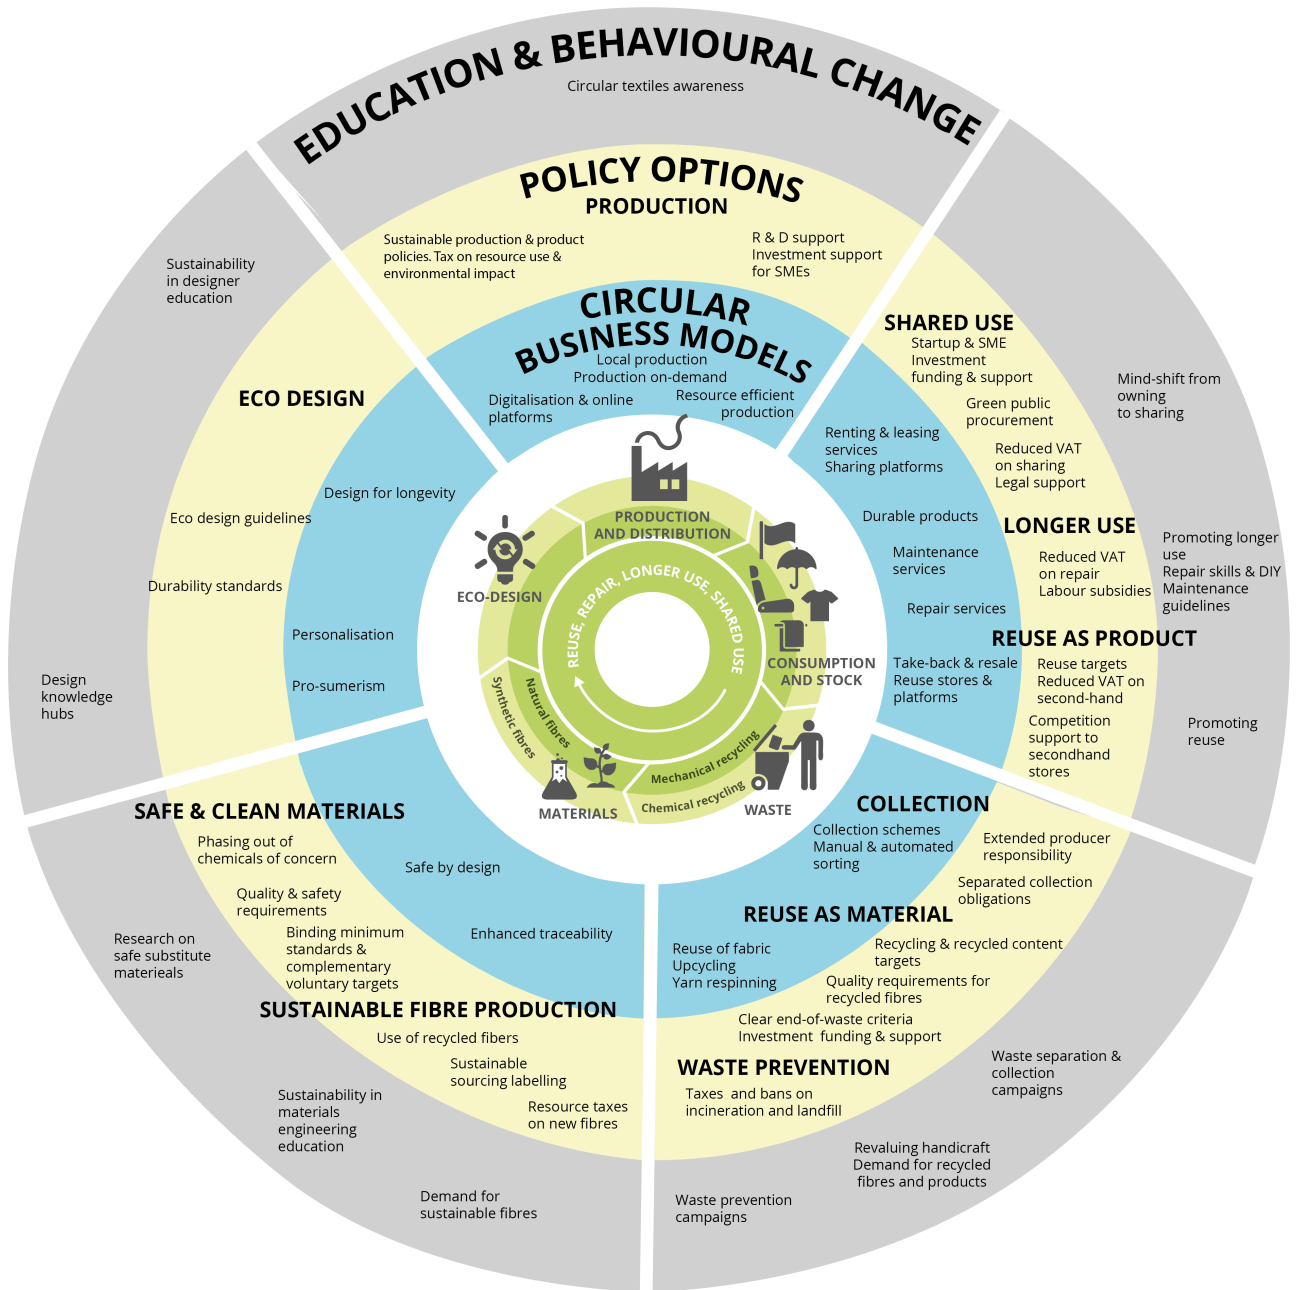 EDUCATION & BEHAVIOURAL CHANGE
Circular textiles awareness
POLICY OPTIONS
PRODUCTION
Sustainable production & product
policies. Tax on resource use &
environmental impact
R & D support
Investment support
for SMEs
CIRCULAR
BUSINESS MODELS
Local production
Production on-demand
Digitalisation & online
platforms
Resource efficient
production
SHARED USE
Startup & SME
Investment
funding & support
Green public
procurement
Reduced VAT
on sharing
Legal support
Mind-shift from
owning
to sharing
Renting & leasing
services
Sharing platforms
Durable products
Maintenance
services
Repair services
LONGER USE
Reduced VAT
on repair
Labour subsidies
Promoting longer
use
Repair skills & DIY
Maintenance
guidelines
REUSE AS PRODUCT
Take-back & resale
Reuse stores &
platforms
Reuse targets
Reduced VAT on
second-hand
Competition
support to
secondhand
stores
Promoting
reuse
COLLECTION
Collection schemes
Manual & automated
sorting
Extended producer
responsibility
Separated collection
obligations
REUSE AS MATERIAL
Reuse of fabric
Upcycling
Yarn respinning
Recycling & recycled content
targets
Quality requirements for
recycled fibres
Clear end-of-waste criteria
Investment  funding & support
WASTE PREVENTION
Taxes  and bans on
incineration and landfill
Waste separation &
collection
campaigns
Revaluing handicraft
Demand for recycled
fibres and products
Waste prevention
campaigns
SAFE & CLEAN MATERIALS
Phasing out of
chemicals of concern
Quality & safety
requirements
Binding minimum
standards &
complementary
voluntary targets
Safe by design
Enhanced traceability
Research on
safe substitute
materieals
SUSTAINABLE FIBRE PRODUCTION
Use of recycled fibers
Sustainable
sourcing labelling
Resource taxes
on new fibres
Sustainability in
materials
engineering
education
Demand for
sustainable fibres
ECO DESIGN
Sustainability
in designer
education
Design for longevity
Eco design guidelines
Durability standards
Personalisation
Pro-sumerism
Design
knowledge
hubs
PRODUCTION
AND DISTRIBUTION
ECO-DESIGN
CONSUMPTION
AND STOCK
REUSE, REPAIR, LONGER USE, SHARED USE
Natural fibres
Synthetic fibres
MATERIALS
Mechanical recycling
Chemical recycling
WASTE